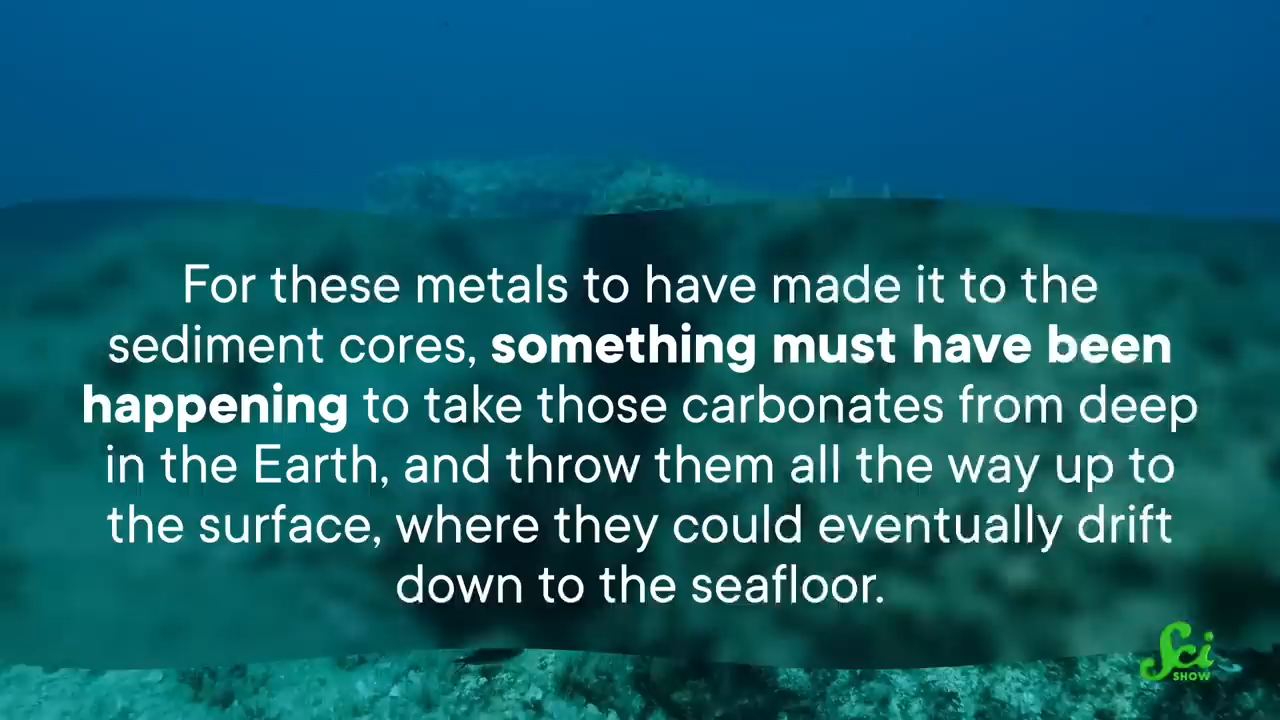 For these metals to have made it to the
sediment cores, something must have been
happening to take those carbonates from deep
in the Earth, and throw them all the way up to
the surface, where they could eventually drift
down to the seafloor.
Sci
SHOW